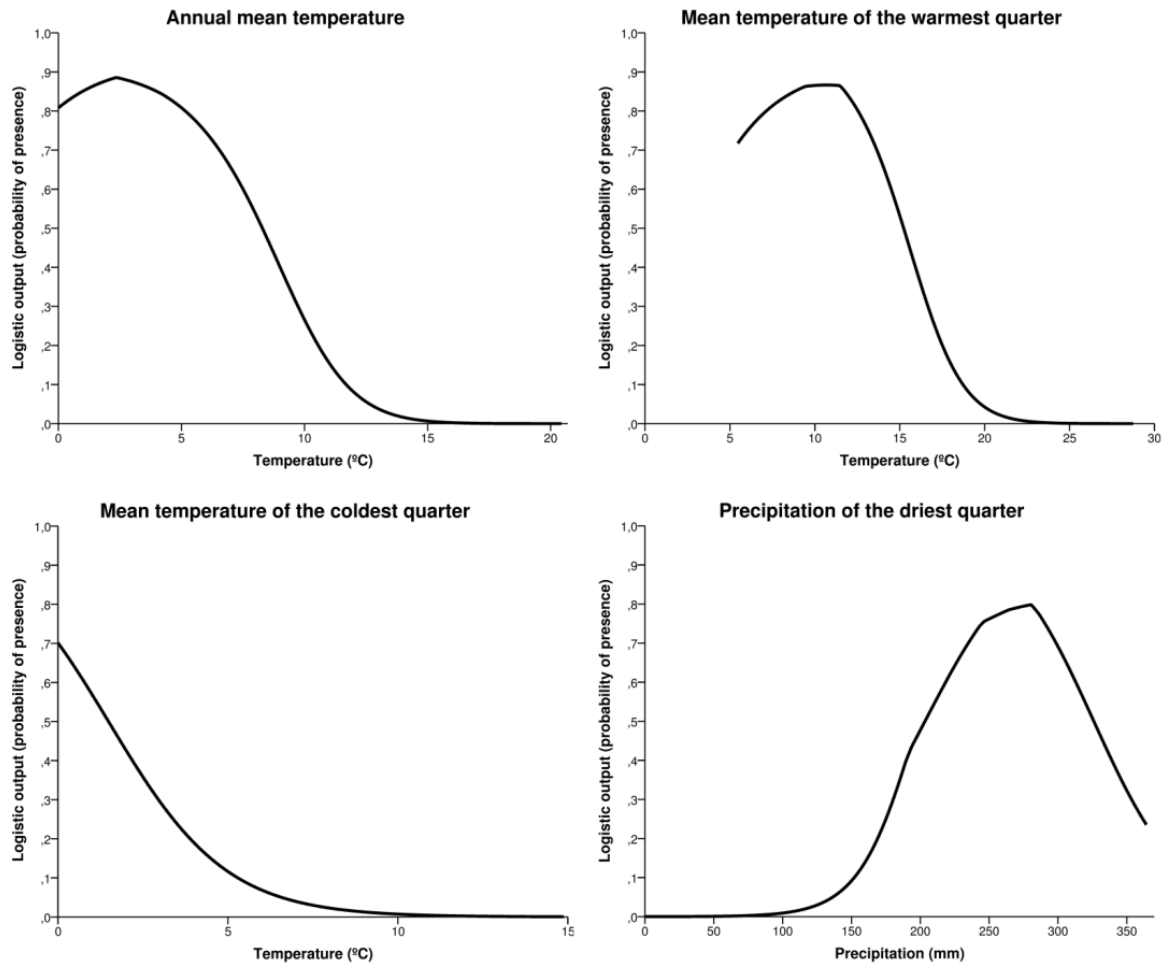 Annual mean temperature
Logistic output (probability of presence)
1,0
,9
,8
,7
,6
,5
,4
,3
,2
,1
,0
0 5 10 15 20
Temperature (ºC)
Mean temperature of the warmest quarter
Logistic output (probability of presence)
1,0
,9
,8
,7
,6
,5
,4
,3
,2
,1
,0
0 5 10 15 20 25 30
Temperature (ºC)
Mean temperature of the coldest quarter
Logistic output (probability of presence)
1,0
,9
,8
,7
,6
,5
,4
,3
,2
,1
,0
0 5 10 15
Temperature (ºC)
Precipitation of the driest quarter
Logistic output (probability of presence)
1,0
,9
,8
,7
,6
,5
,4
,3
,2
,1
,0
0 50 100 150 200 250 300 350
Precipitation (mm)